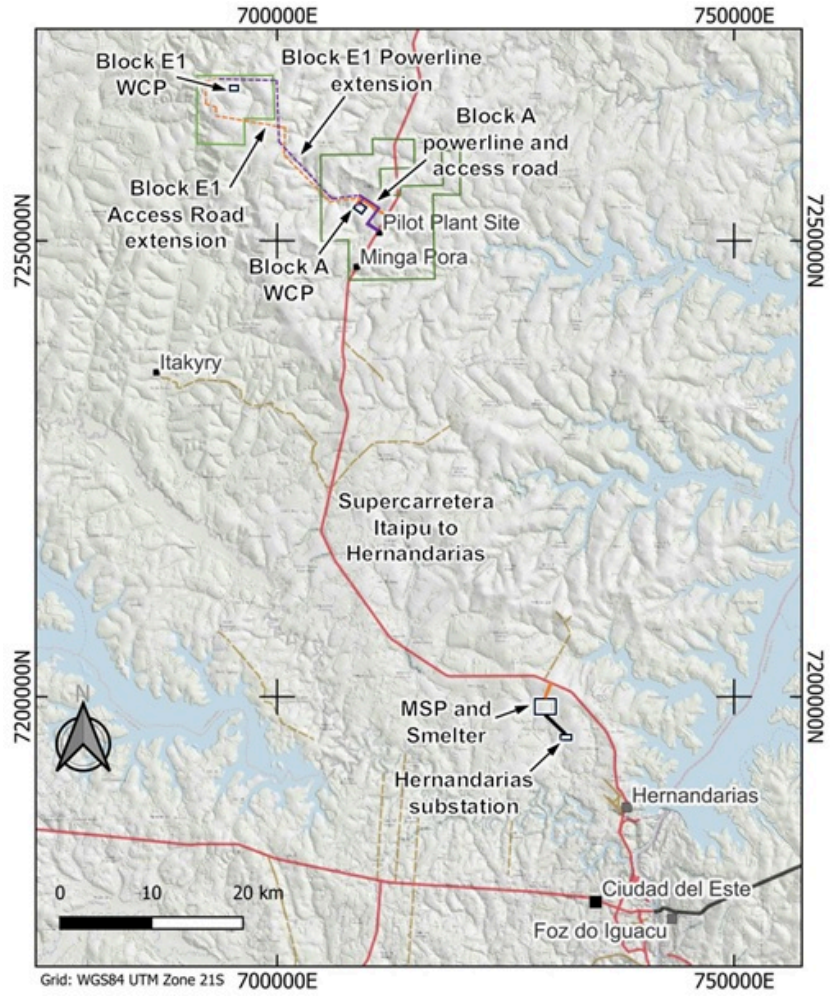 700000E
750000E
Block E1
WCP
Block E1 Powerline
extension
Block A
powerline and
access road
Block E1
Access Road
extension
Pilot Plant Site
7250000N
7250000N
Block A
WCP
Minga Pora
Itakyry
Supercarretera
Itaipu to
Hernandarias
7200000N
7200000N
N
MSP and
Smelter
Hernandarias
substation
Hernandarias
Ciudad del Este
Foz do Iguacu
0 10 20 km
Grid: WGS84 UTM Zone 21S
700000E
750000E